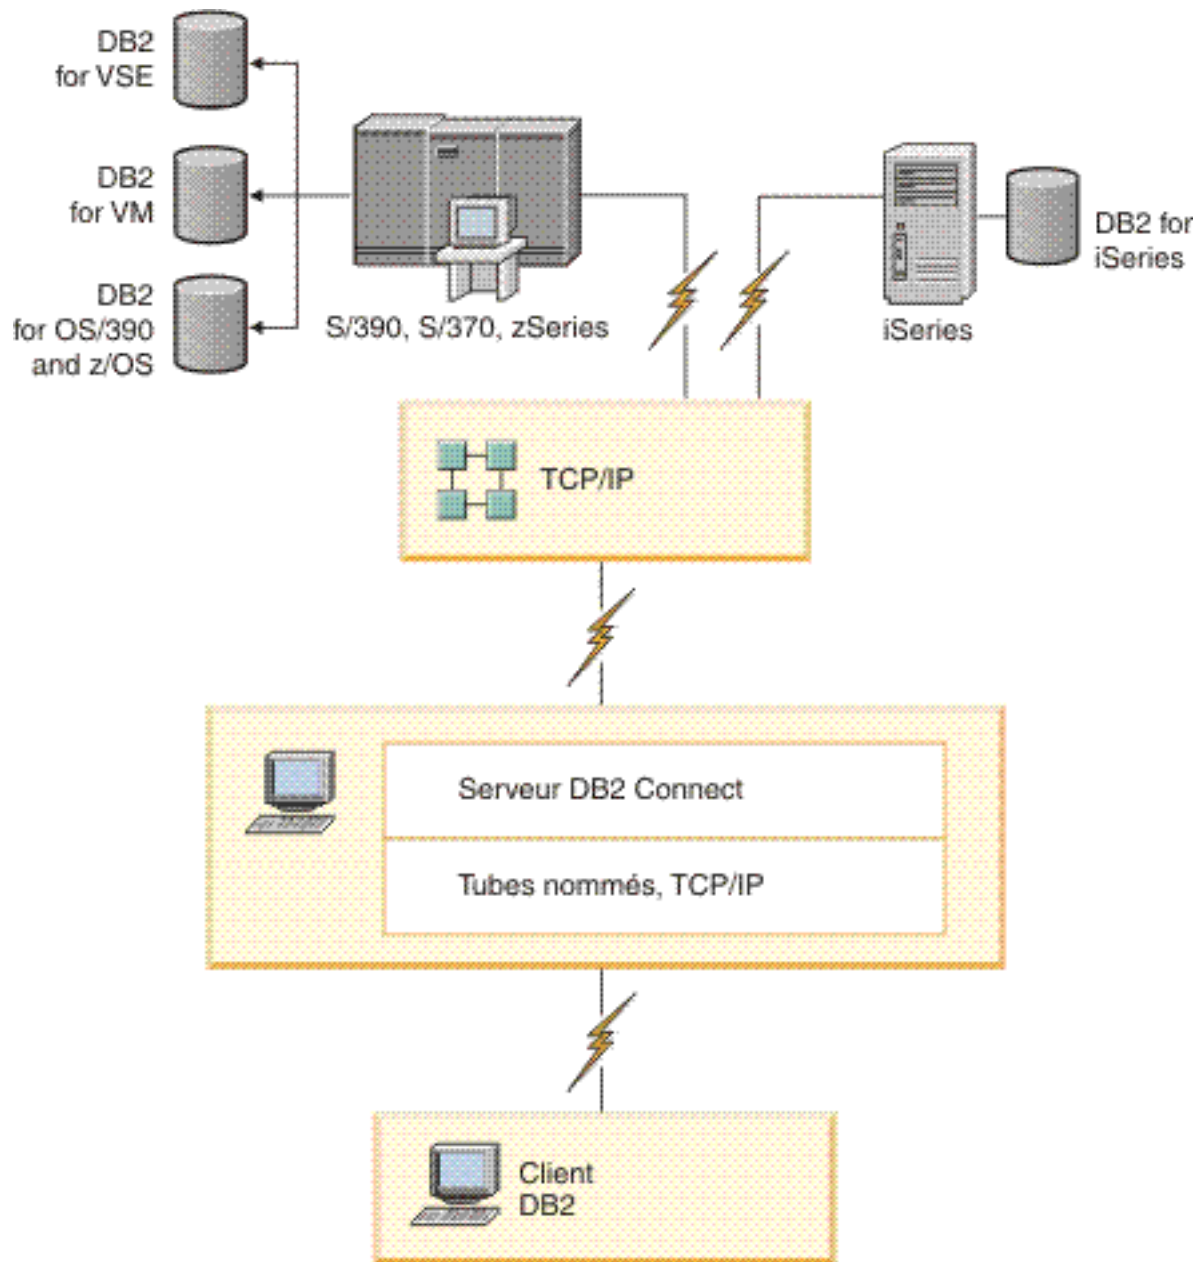 DB2
for VSE
DB2
for VM
DB2
for OS/390
and z/OS
S/390, S/370, zSeries
iSeries
DB2 for
iSeries
TCP/IP
Serveur DB2 Connect
Tubes nommés, TCP/IP
Client
DB2